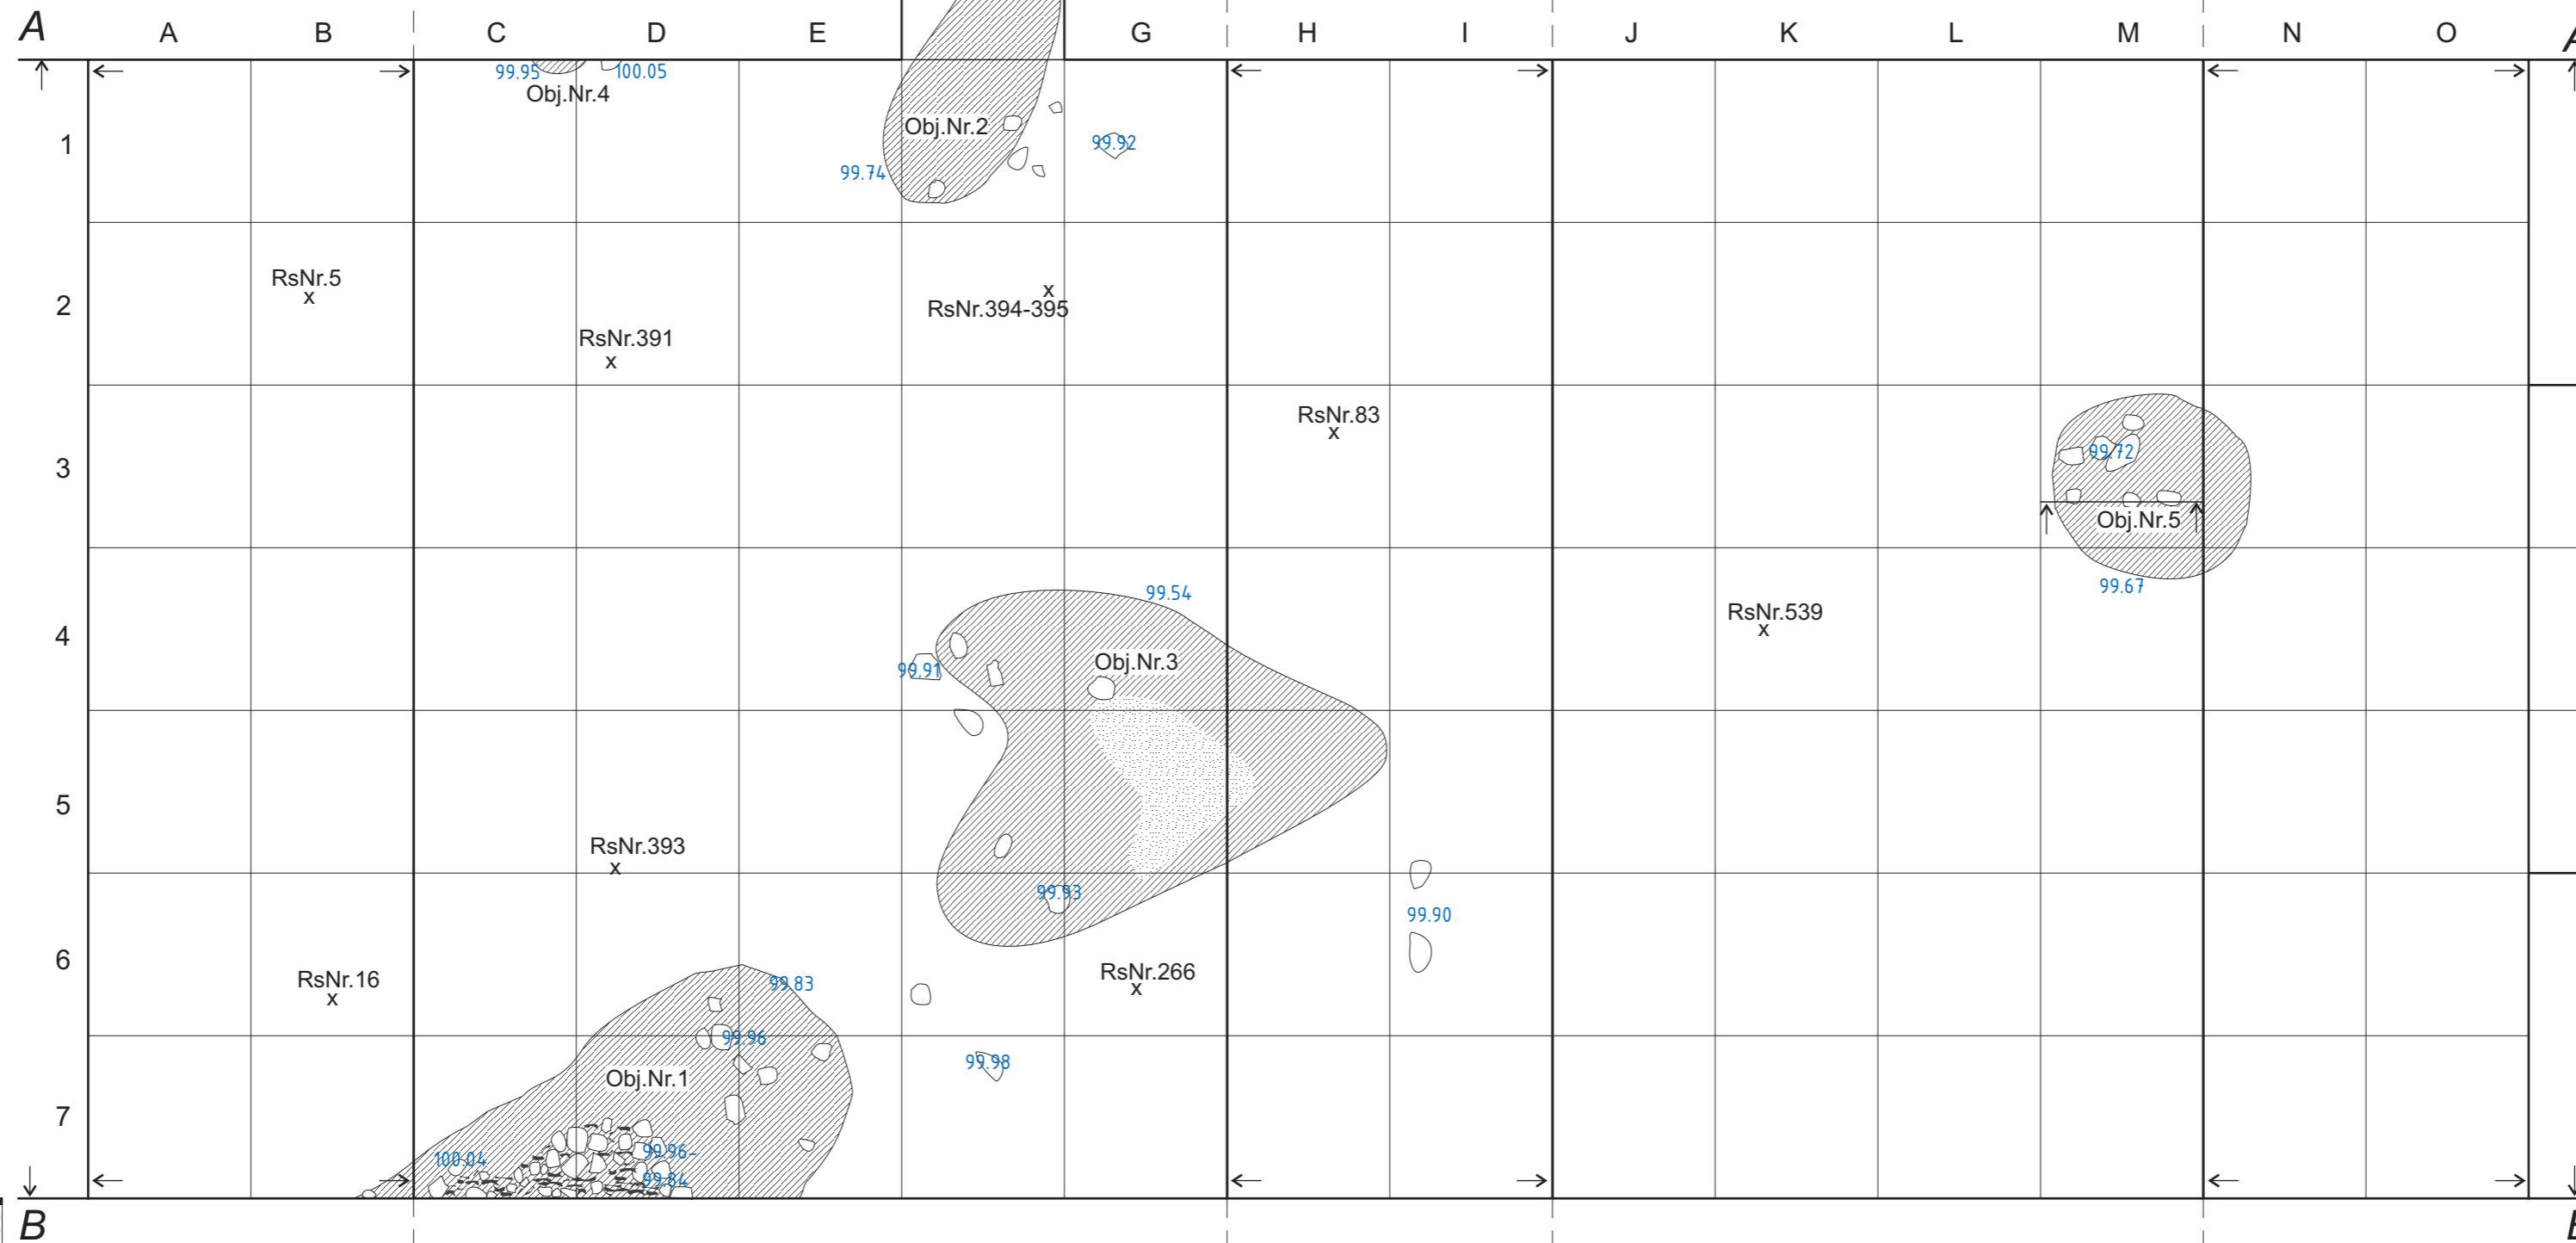 A A B C D E G H I J K L M N O A
99.95 100.05
Obj.Nr.4
Obj.Nr.2
1 99.92
99.74
RsNr.5
x
2 x
RsNr.394-395
RsNr.391
x
RsNr.83
x
3 99.72
Obj.Nr.5
99.67
99.54
RsNr.539
x
4
Obj.Nr.3
99.91
5
RsNr.393
x
99.93
99.90
6
RsNr.16
x
RsNr.266
x
99.83
99.96
99.98
Obj.Nr.1
7
99.96-
100.04
99.84
B